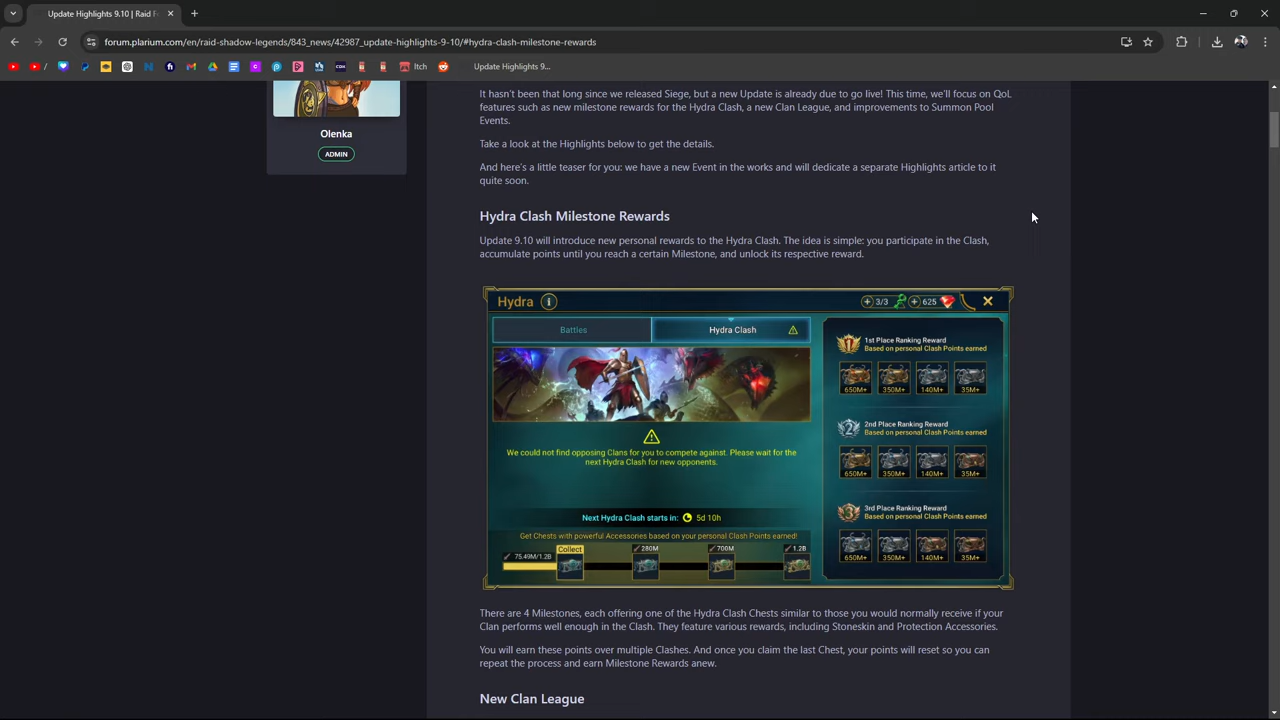 Update Highlights 9.10 | Raid Fo
forum.plarium.com/en/raid-shadow-legends/843_news/42987_update-highlights-9-10/#hydra-clash-milestone-rewards
/
Itch
Update Highlights 9...
Olenka
ADMIN
It hasn't been that long since we released Siege, but a new Update is already due to go live! This time, we'll focus on QoL
features such as new milestone rewards for the Hydra Clash, a new Clan League, and improvements to Summon Pool
Events.
Take a look at the Highlights below to get the details.
And here's a little teaser for you: we have a new Event in the works and will dedicate a separate Highlights article to it
quite soon.
Hydra Clash Milestone Rewards
Update 9.10 will introduce new personal rewards to the Hydra Clash. The idea is simple: you participate in the Clash,
accumulate points until you reach a certain Milestone, and unlock its respective reward.
Hydra
3/3
625
Battles
Hydra Clash
We could not find opposing Clans for you to compete against. Please wait for the
next Hydra Clash for new opponents.
Next Hydra Clash starts in: 5d 10h
Get Chests with powerful Accessories based on your personal Clash Points earned!
75.49M/1.2B
Collect
280M
700M
1.2B
1st Place Ranking Reward
Based on personal Clash Points earned
650M+ 350M+ 140M+ 35M+
2nd Place Ranking Reward
Based on personal Clash Points earned
650M+ 350M+ 140M+ 35M+
3rd Place Ranking Reward
Based on personal Clash Points earned
650M+ 350M+ 140M+ 35M+
There are 4 Milestones, each offering one of the Hydra Clash Chests similar to those you would normally receive if your
Clan performs well enough in the Clash. They feature various rewards, including Stoneskin and Protection Accessories.
You will earn these points over multiple Clashes. And once you claim the last Chest, your points will reset so you can
repeat the process and earn Milestone Rewards anew.
New Clan League